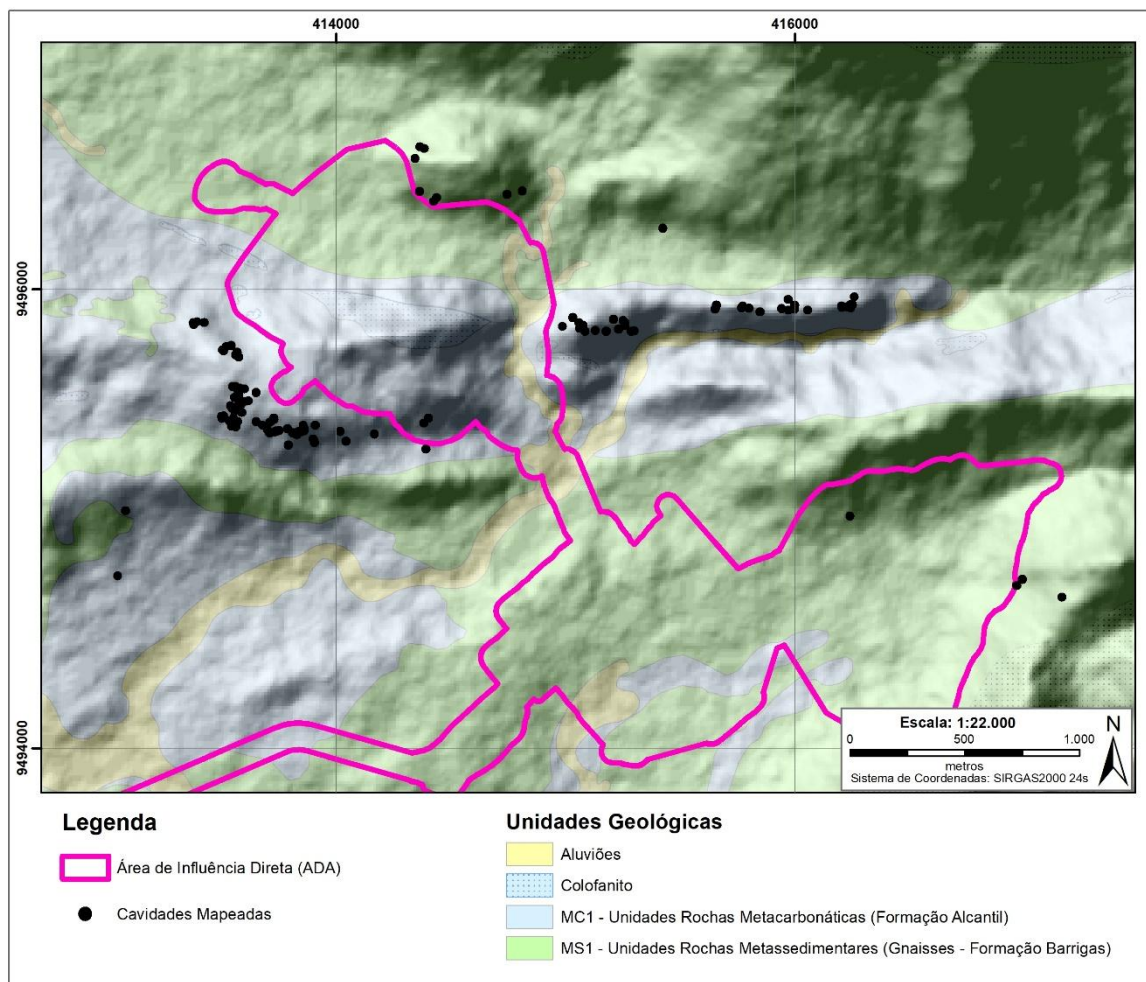 414000
416000
9496000
9494000
Escala: 1:22.000
N
0
500
1.000
metros
Sistema de Coordenadas: SIRGAS2000 24s
Legenda
Área de Influência Direta (ADA)
Cavidades Mapeadas
Unidades Geológicas
Aluviões
Colofanito
MC1 - Unidades Rochas Metacarbonáticas (Formação Alcantil)
MS1 - Unidades Rochas Metassedimentares (Gnaisses - Formação Barrigas)